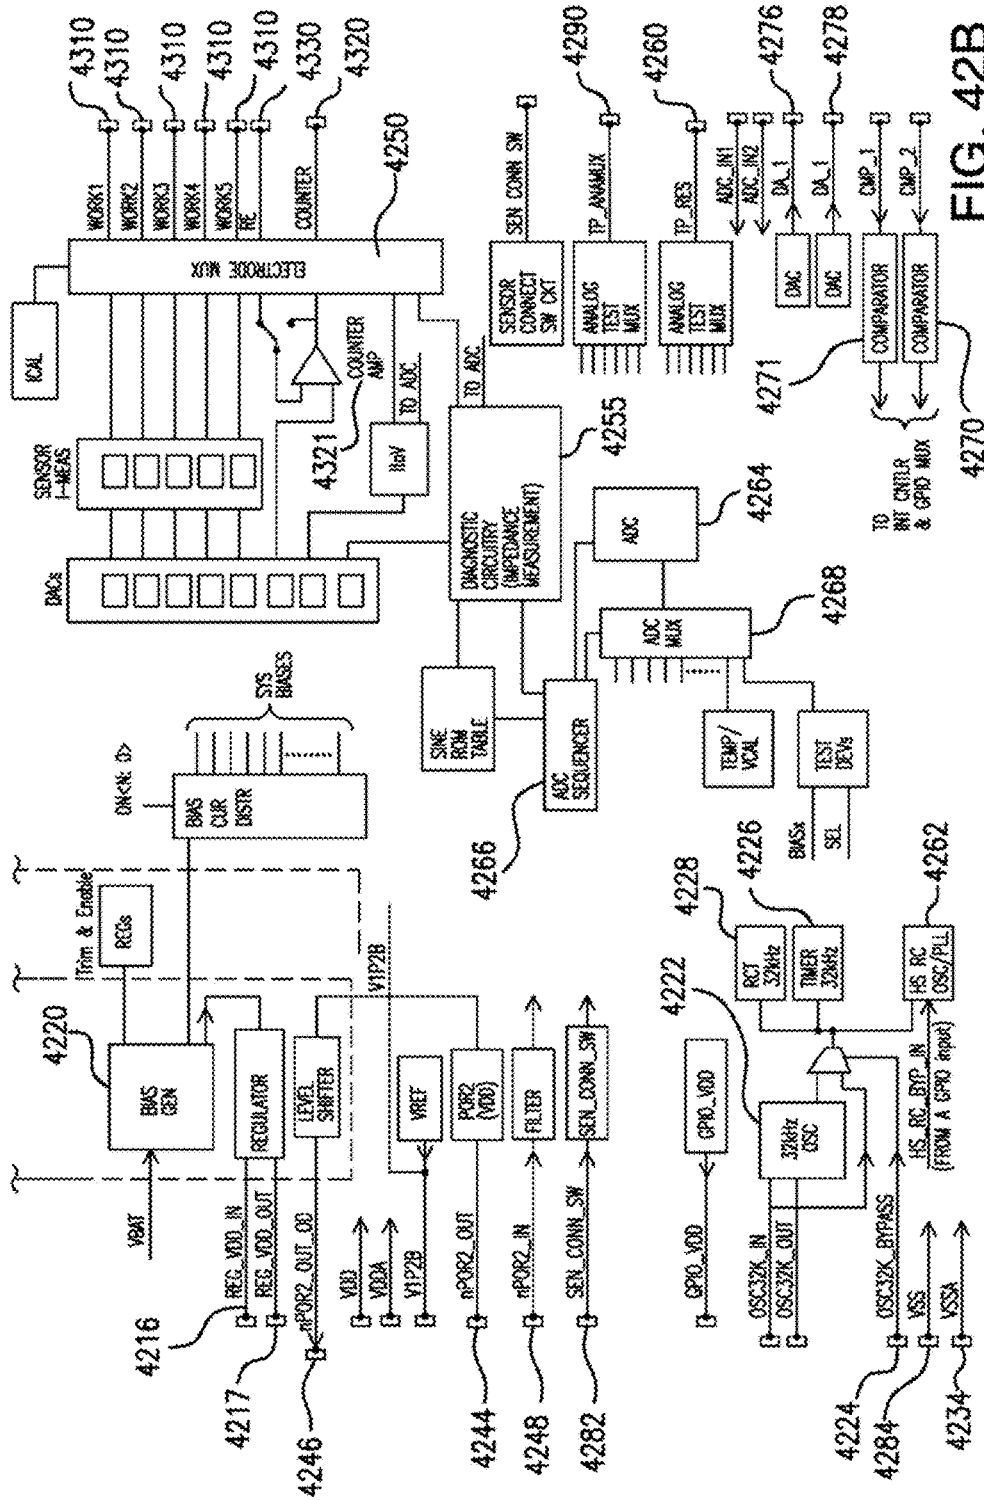 VBAT
4216
REG_VDD_IN
4217
REG_VDD_OUT
4246
nPOR2_OUT_OD
VDD
VDDA
V1P2B
4244
nPOR2_OUT
4248
nPOR2_IN
4282
SEN_CONN_SW
QPIO_VDD
OSC32K_IN
OSC32K_OUT
4224
OSC32K_BYPASS
4284
VSS
4234
VSSA
4220
BIAS
GEN
Trim & Enable
REGs
REGULATOR
LEVEL
SHIFTER
V1P2B
VREF
POR2
(VDD)
FILTER
SEN_CONN_SW
GPIO_VDD
4222
32kHz
OSC
4228
RCT
32kHz
4226
TIMER
32kHz
4262
HS RC
OSC/PLL
HS_RC_BYP_IN
(FROM A GPIO input)
ON<N: 0>
BIAS
CUR
DISTR
SYS
BIASES
SINE
ROM
TABLE
4266
ADC
SEQUENCER
TEMP/
VCAL
BIASx
SEL
TEST
DEVs
DACs
SENSOR
I-MEAS
ICAL
4321
COUNTER
AMP
ItoV
TO ADC
DIAGNOSTIC
CIRCUITRY
(IMPEDANCE
MEASUREMENT)
TO ADC
4255
ADC
4264
ADC
MUX
4268
ELECTRODE MUX
4250
WORK1
4310
WORK2
4310
WORK3
4310
WORK4
4310
WORK5
4310
RE
4330
COUNTER
4320
SENSOR
CONNECT
SW CKT
SEN CONN SW
ANALOG
TEST
MUX
TP_ANAMUX
4290
ANALOG
TEST
MUX
TP_RES
4260
ADC_IN1
ADC_IN2
DAC
DA_1
4276
DAC
DA_1
4278
4271
COMPARATOR
CMP_1
COMPARATOR
CMP_2
4270
TO
INT CNTLR
& GPIO MUX
FIG. 42B